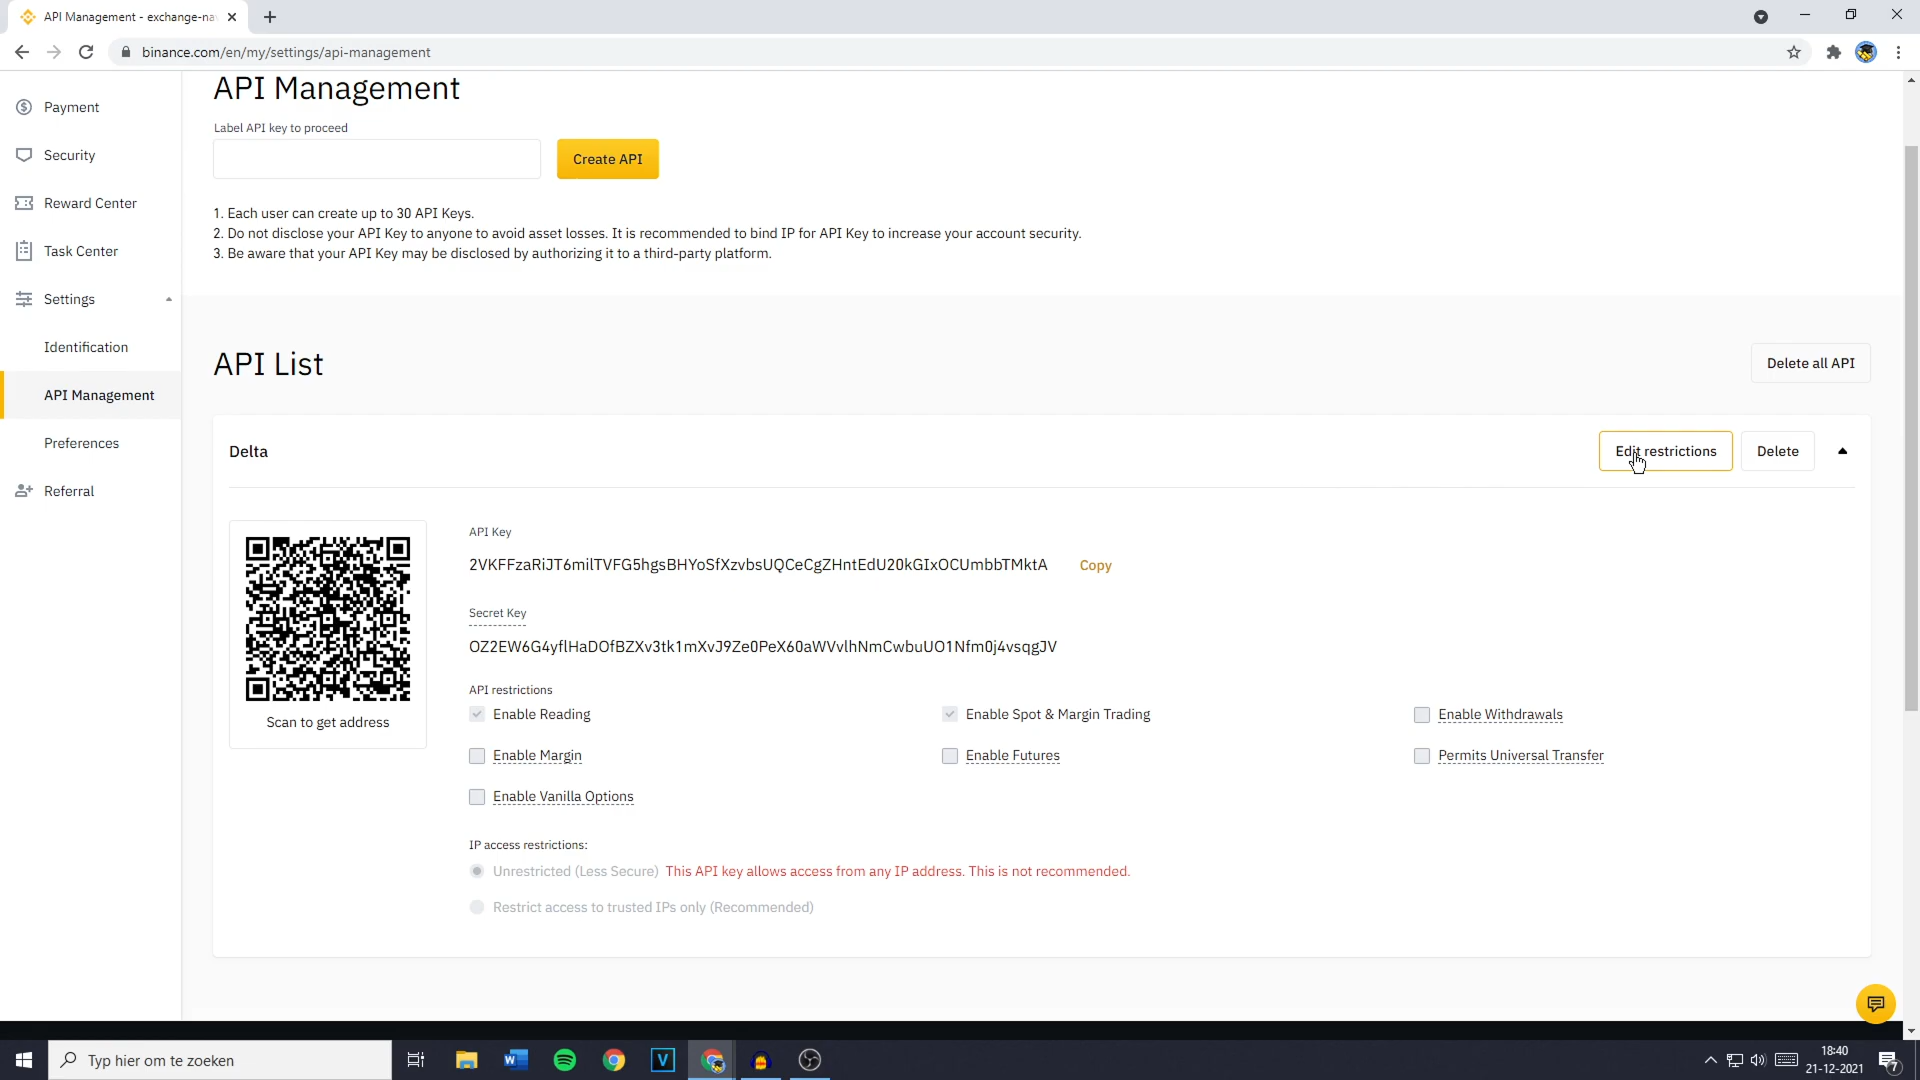 API Management - exchange-na
binance.com/en/my/settings/api-management
Payment
Security
Reward Center
Task Center
Settings
Identification
API Management
Preferences
Referral
API Management
Label API key to proceed
Create API
1. Each user can create up to 30 API Keys.
2. Do not disclose your API Key to anyone to avoid asset losses. It is recommended to bind IP for API Key to increase your account security.
3. Be aware that your API Key may be disclosed by authorizing it to a third-party platform.
API List
Delete all API
Delta
Edit restrictions
Delete
Scan to get address
API Key
2VKFFzaRiJT6milTVFG5hgsBHYoSfXzvbsUQCeCgZHntEdU20kGIxOCUmbbTMktA Copy
Secret Key
OZ2EW6G4yflHaDOfBZXv3tk1mXvJ9Ze0PeX60aWVvlhNmCwbuUO1Nfm0j4vsqgJV
API restrictions
Enable Reading
Enable Spot & Margin Trading
Enable Withdrawals
Enable Margin
Enable Futures
Permits Universal Transfer
Enable Vanilla Options
IP access restrictions:
Unrestricted (Less Secure) This API key allows access from any IP address. This is not recommended.
Restrict access to trusted IPs only (Recommended)
Typ hier om te zoeken
18:40
21-12-2021
7